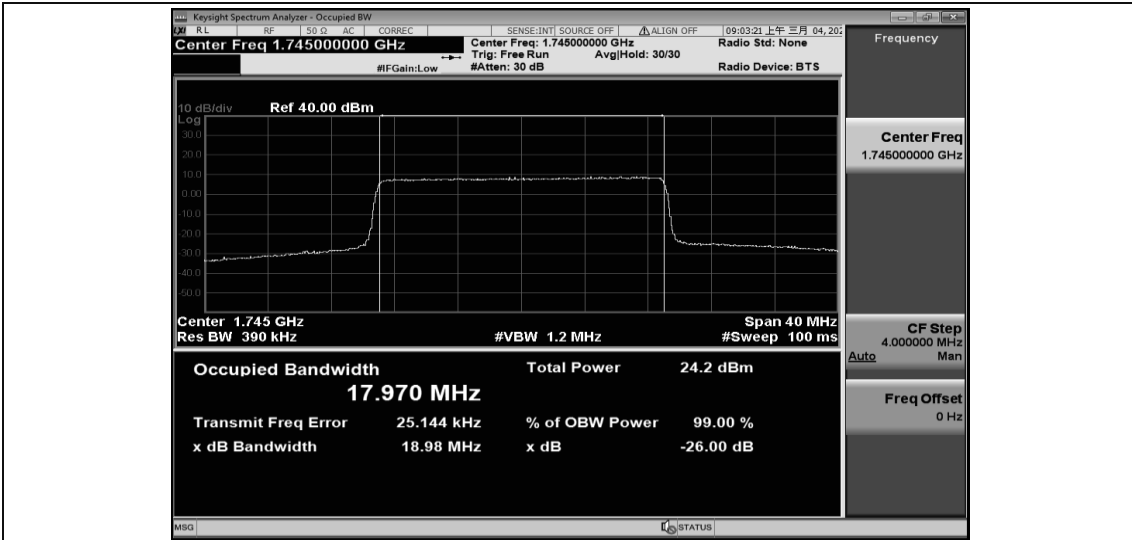 Keysight Spectrum Analyzer - Occupied BW
LXI RL RF 50 Ω AC CORREC SENSE:INT SOURCE OFF ⚠ALIGN OFF 09:03:21 上午 三月 04, 202
Center Freq 1.745000000 GHz
Center Freq: 1.745000000 GHz Radio Std: None
Trig: Free Run Avg|Hold: 30/30
#IFGain:Low #Atten: 30 dB Radio Device: BTS
10 dB/div Ref 40.00 dBm
Log
30.0
20.0
10.0
0.00
-10.0
-20.0
-30.0
-40.0
-50.0
Center 1.745 GHz Span 40 MHz
Res BW 390 kHz #VBW 1.2 MHz #Sweep 100 ms
Occupied Bandwidth Total Power 24.2 dBm
17.970 MHz
Transmit Freq Error 25.144 kHz % of OBW Power 99.00 %
x dB Bandwidth 18.98 MHz x dB -26.00 dB
MSG STATUS
Frequency
Center Freq
1.745000000 GHz
CF Step
4.000000 MHz
Auto Man
Freq Offset
0 Hz